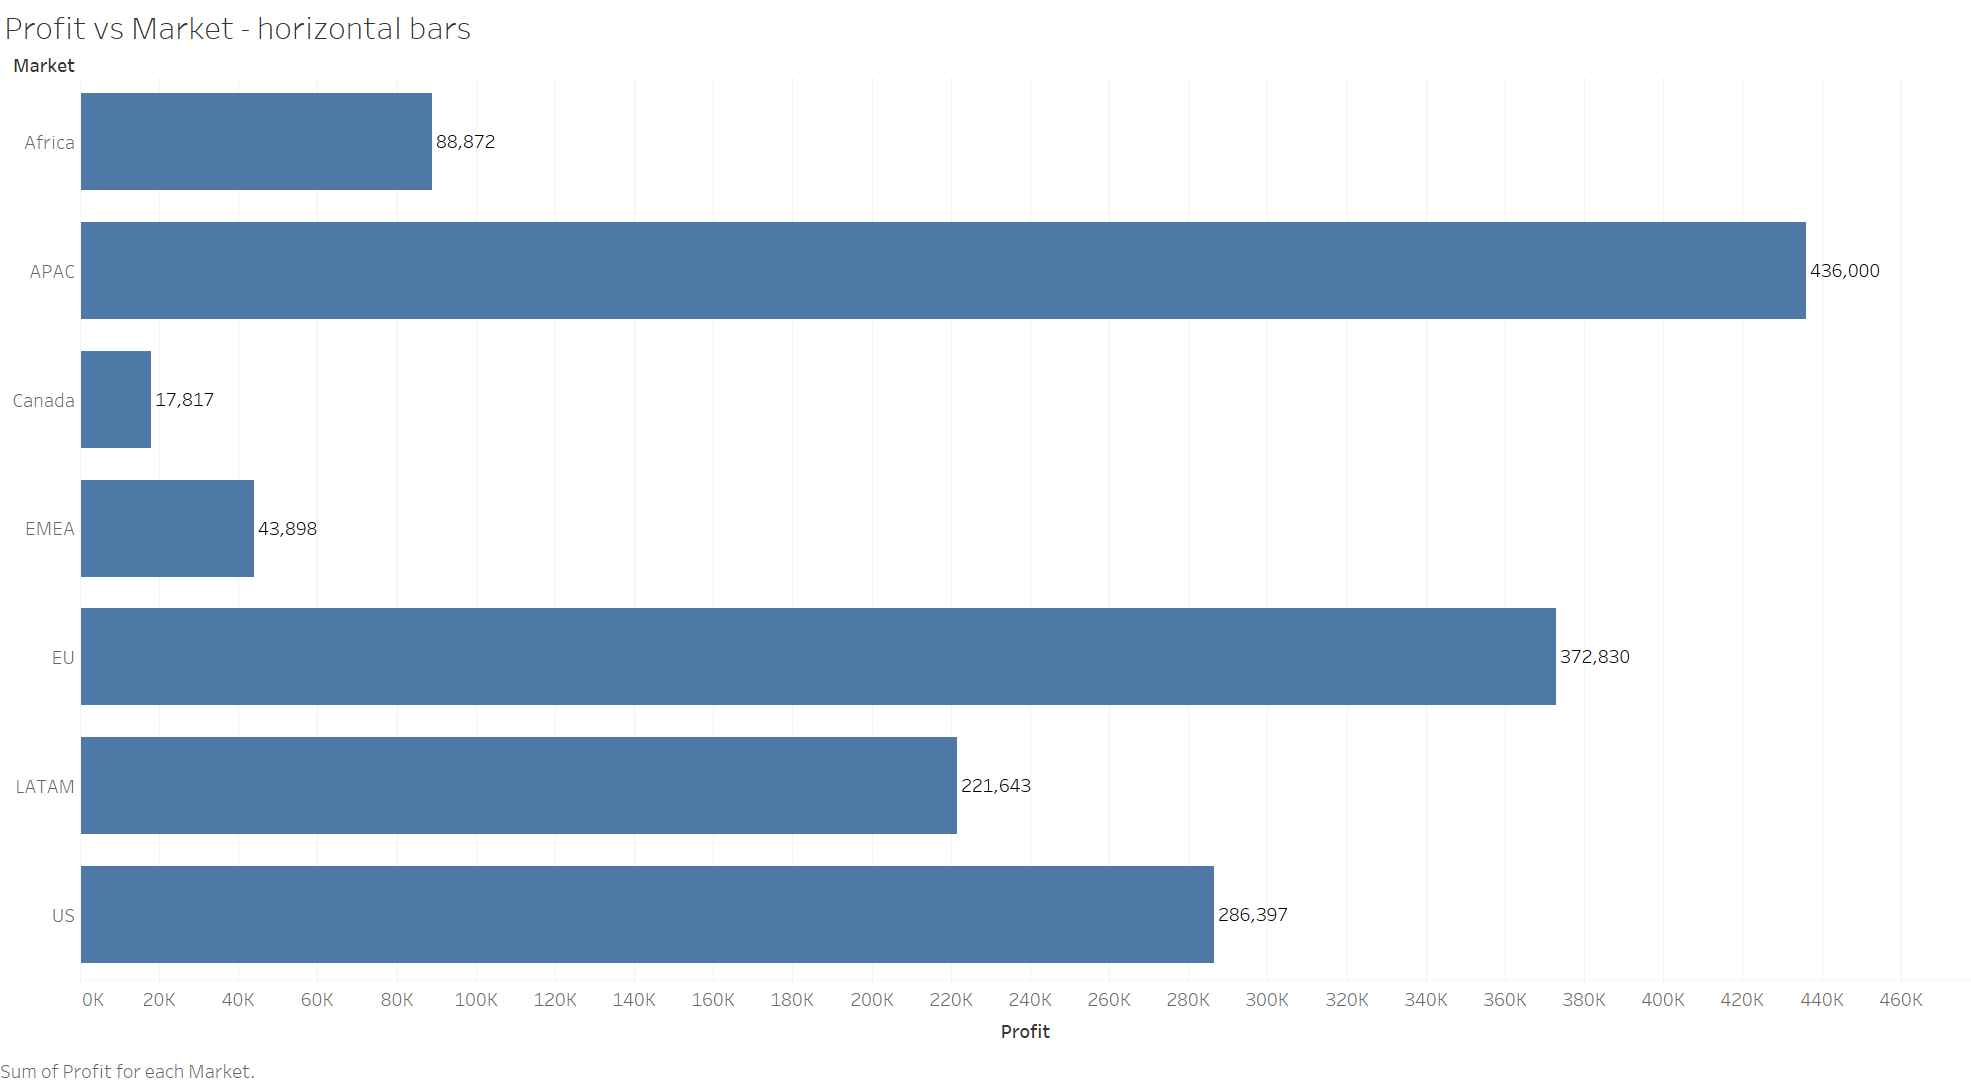 Profit vs Market - horizontal bars
Market
Africa
88,872
APAC
436,000
Canada
17,817
EMEA
43,898
EU
372,830
LATAM
221,643
US
286,397
0K 20K 40K 60K 80K 100K 120K 140K 160K 180K 200K 220K 240K 260K 280K 300K 320K 340K 360K 380K 400K 420K 440K 460K
Profit
Sum of Profit for each Market.